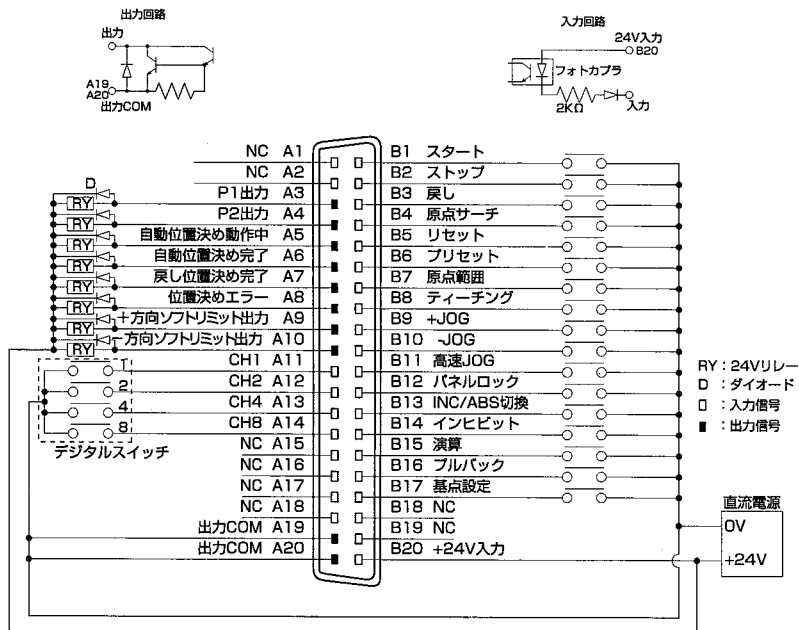 出力回路
出力
A19
A20
出力COM
入力回路
24V入力
B20
フォトカプラ
2KΩ
入力
NC A1
NC A2
P1出力 A3
P2出力 A4
自動位置決め動作中 A5
自動位置決め完了 A6
戻し位置決め完了 A7
位置決めエラー A8
+方向ソフトリミット出力 A9
-方向ソフトリミット出力 A10
CH1 A11
CH2 A12
CH4 A13
CH8 A14
NC A15
NC A16
NC A17
NC A18
出力COM A19
出力COM A20
D
RY
RY
RY
RY
RY
RY
RY
RY
1
2
4
8
デジタルスイッチ
B1 スタート
B2 ストップ
B3 戻し
B4 原点サーチ
B5 リセット
B6 プリセット
B7 原点範囲
B8 ティーチング
B9 +JOG
B10 -JOG
B11 高速JOG
B12 パネルロック
B13 INC/ABS切換
B14 インヒビット
B15 演算
B16 プルバック
B17 基点設定
B18 NC
B19 NC
B20 +24V入力
RY:24Vリレー
D :ダイオード
□ :入力信号
■ :出力信号
直流電源
0V
+24V